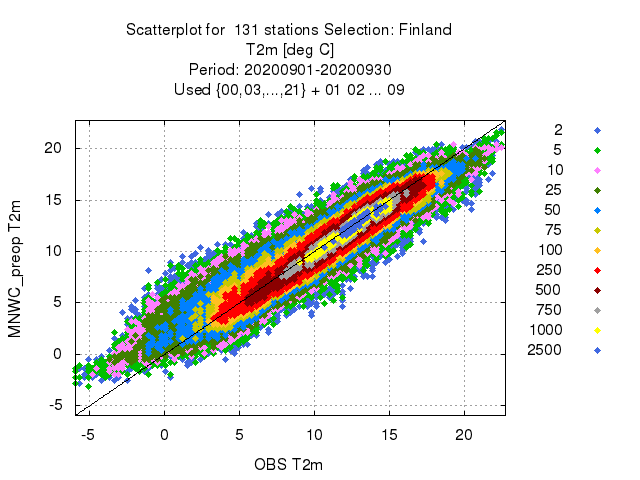 Scatterplot for 131 stations Selection: Finland
T2m [deg C]
Period: 20200901-20200930
Used {00,03,...,21} + 01 02 ... 09
MNWC_preop T2m
20
15
10
5
0
-5
-5 0 5 10 15 20
OBS T2m
2
5
10
25
50
75
100
250
500
750
1000
2500